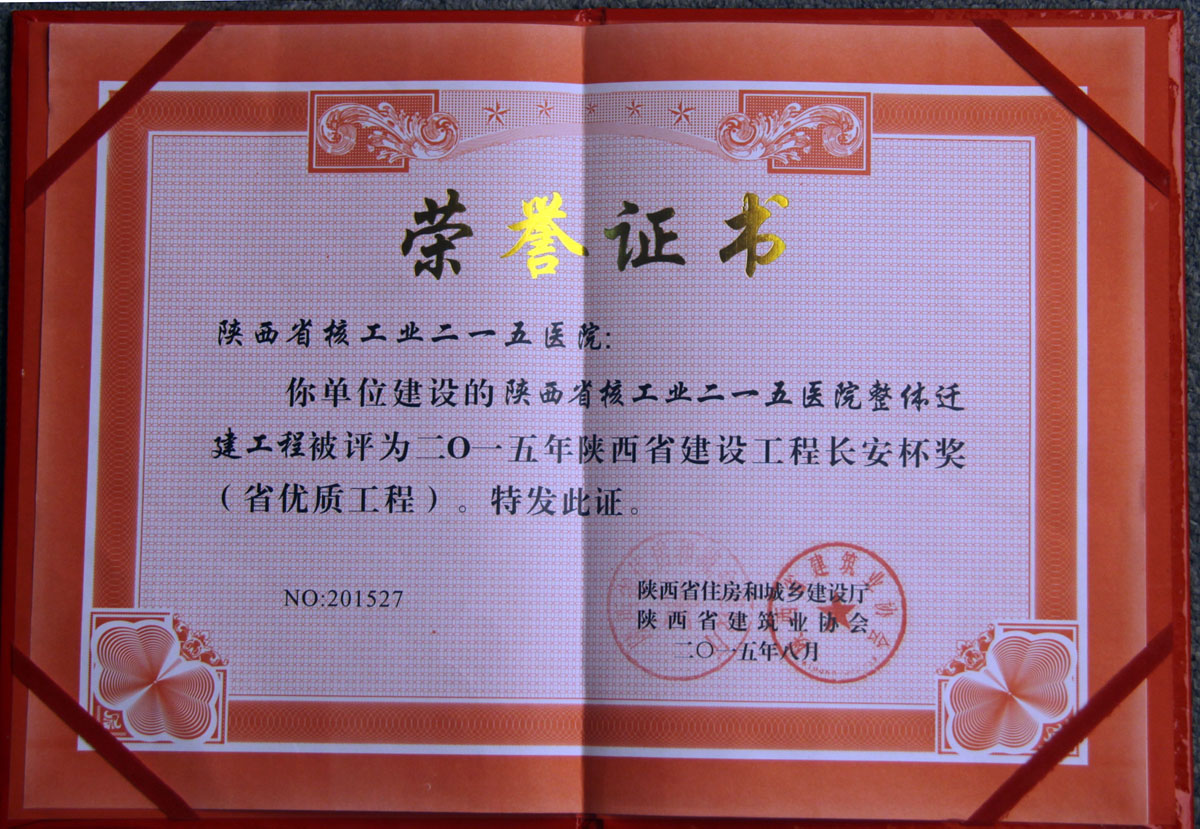 荣誉证书
陕西省核工业二一五医院:
你单位建设的陕西省核工业二一五医院整体迁
建工程被评为二O一五年陕西省建设工程长安杯奖
(省优质工程)。特发此证。
NO:201527
陕西省住房和城乡建设厅
陕西省建筑业协会
二〇一五年八月